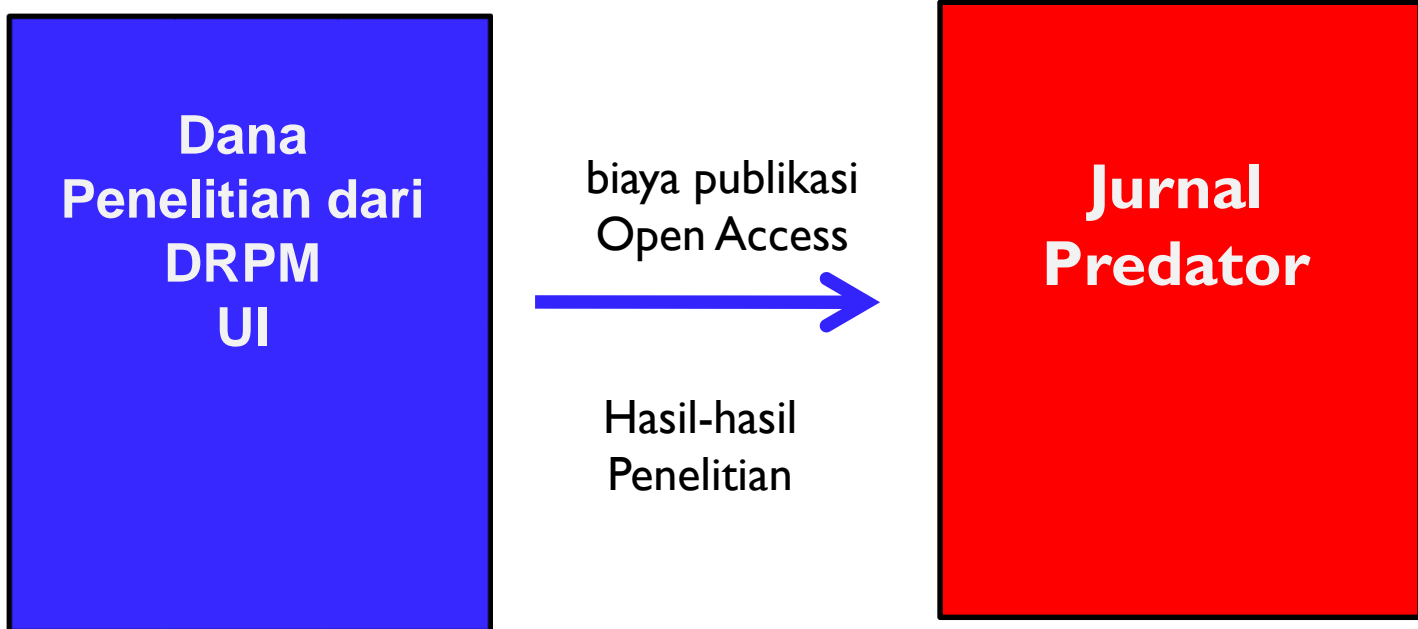 Dana
Penelitian dari
DRPM
UI
biaya publikasi
Open Access
Hasil-hasil
Penelitian
Jurnal
Predator